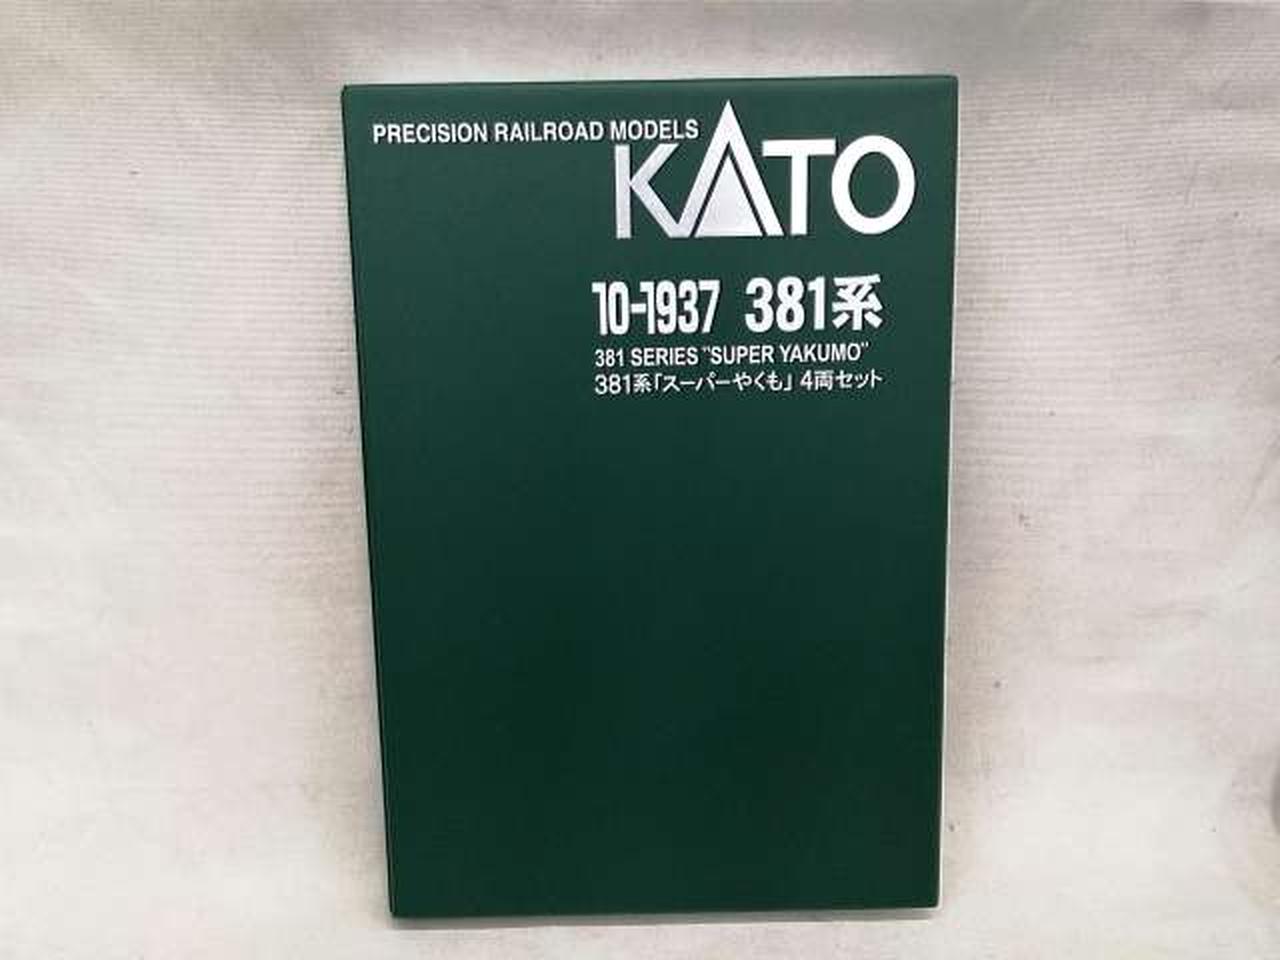 PRECISION RAILROAD MODELS
KATO
10-1937 381系
381 SERIES "SUPER YAKUMO"
381系「スーパーやくも」 4両セット